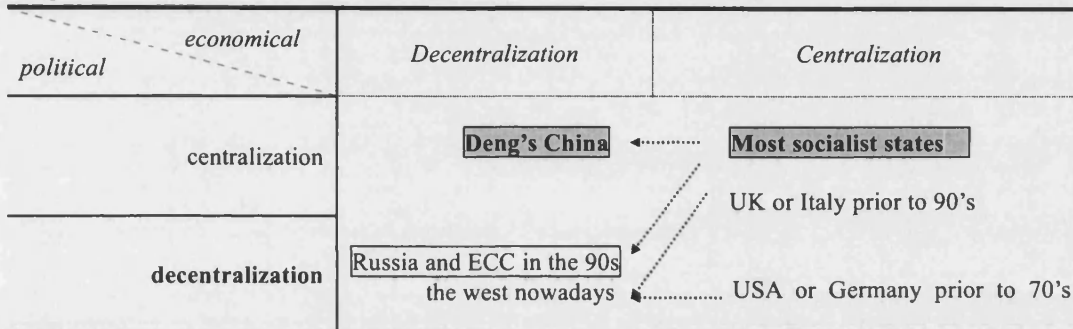 economical
political
Decentralization
Centralization
centralization
Deng's China
Most socialist states
UK or Italy prior to 90's
decentralization
Russia and ECC in the 90s
the west nowadays
USA or Germany prior to 70's